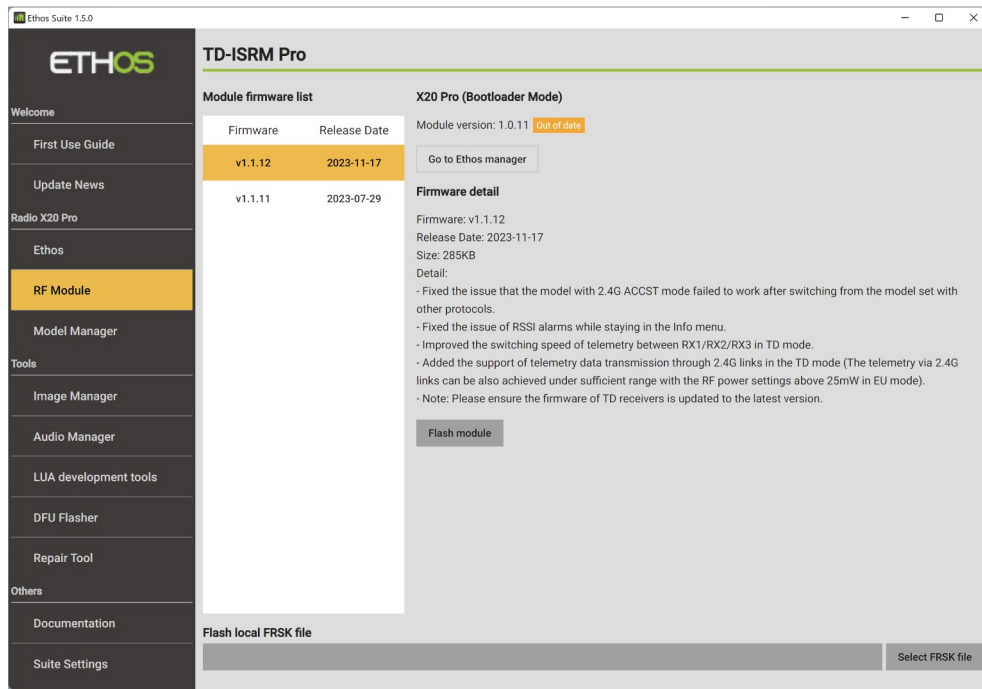 Ethos Suite 1.5.0
ETHOS
Welcome
First Use Guide
Update News
Radio X20 Pro
Ethos
RF Module
Model Manager
Tools
Image Manager
Audio Manager
LUA development tools
DFU Flasher
Repair Tool
Others
Documentation
Suite Settings
TD-ISRM Pro
Module firmware list
Firmware Release Date
v1.1.12 2023-11-17
v1.1.11 2023-07-29
X20 Pro (Bootloader Mode)
Module version: 1.0.11 Out of date
Go to Ethos manager
Firmware detail
Firmware: v1.1.12
Release Date: 2023-11-17
Size: 285KB
Detail:
- Fixed the issue that the model with 2.4G ACCST mode failed to work after switching from the model set with
other protocols.
- Fixed the issue of RSSI alarms while staying in the Info menu.
- Improved the switching speed of telemetry between RX1/RX2/RX3 in TD mode.
- Added the support of telemetry data transmission through 2.4G links in the TD mode (The telemetry via 2.4G
links can be also achieved under sufficient range with the RF power settings above 25mW in EU mode).
- Note: Please ensure the firmware of TD receivers is updated to the latest version.
Flash module
Flash local FRSK file
Select FRSK file